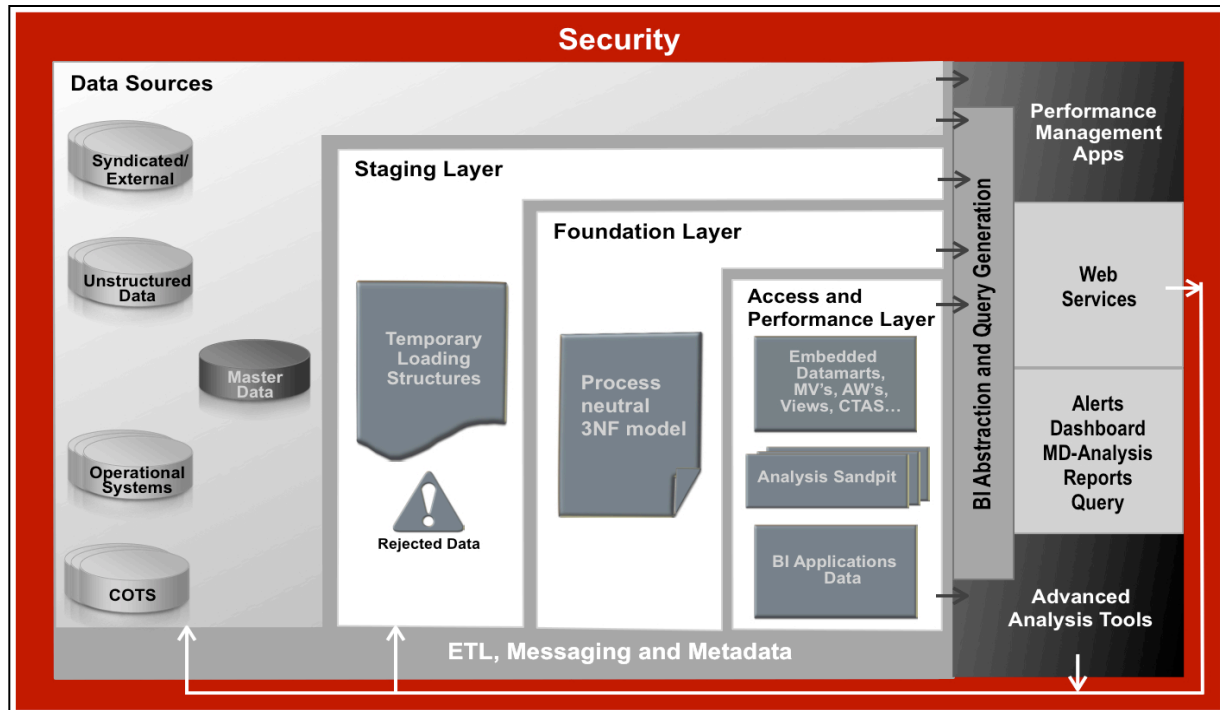 Security
Data Sources
Syndicated/
External
Unstructured
Data
Master
Data
Operational
Systems
COTS
Staging Layer
Temporary
Loading
Structures
Rejected Data
Foundation Layer
Process
neutral
3NF model
Access and
Performance Layer
Embedded
Datamarts,
MV's, AW's,
Views, CTAS...
Analysis Sandpit
BI Applications
Data
ETL, Messaging and Metadata
BI Abstraction and Query Generation
Performance
Management
Apps
Web
Services
Alerts
Dashboard
MD-Analysis
Reports
Query
Advanced
Analysis Tools